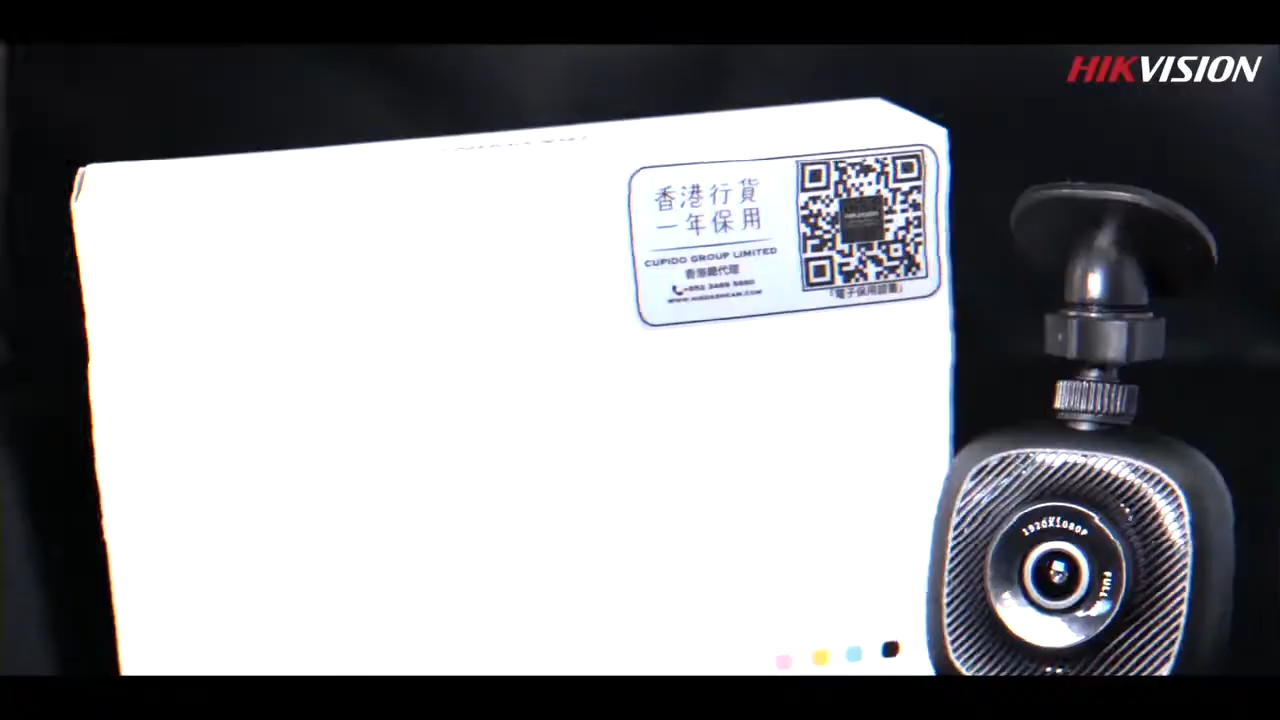 HIKVISION
香港行貨
一年保用
CUPIDO GROUP LIMITED
香港總代理
「電子保用證書」
1920X1080P
FULL